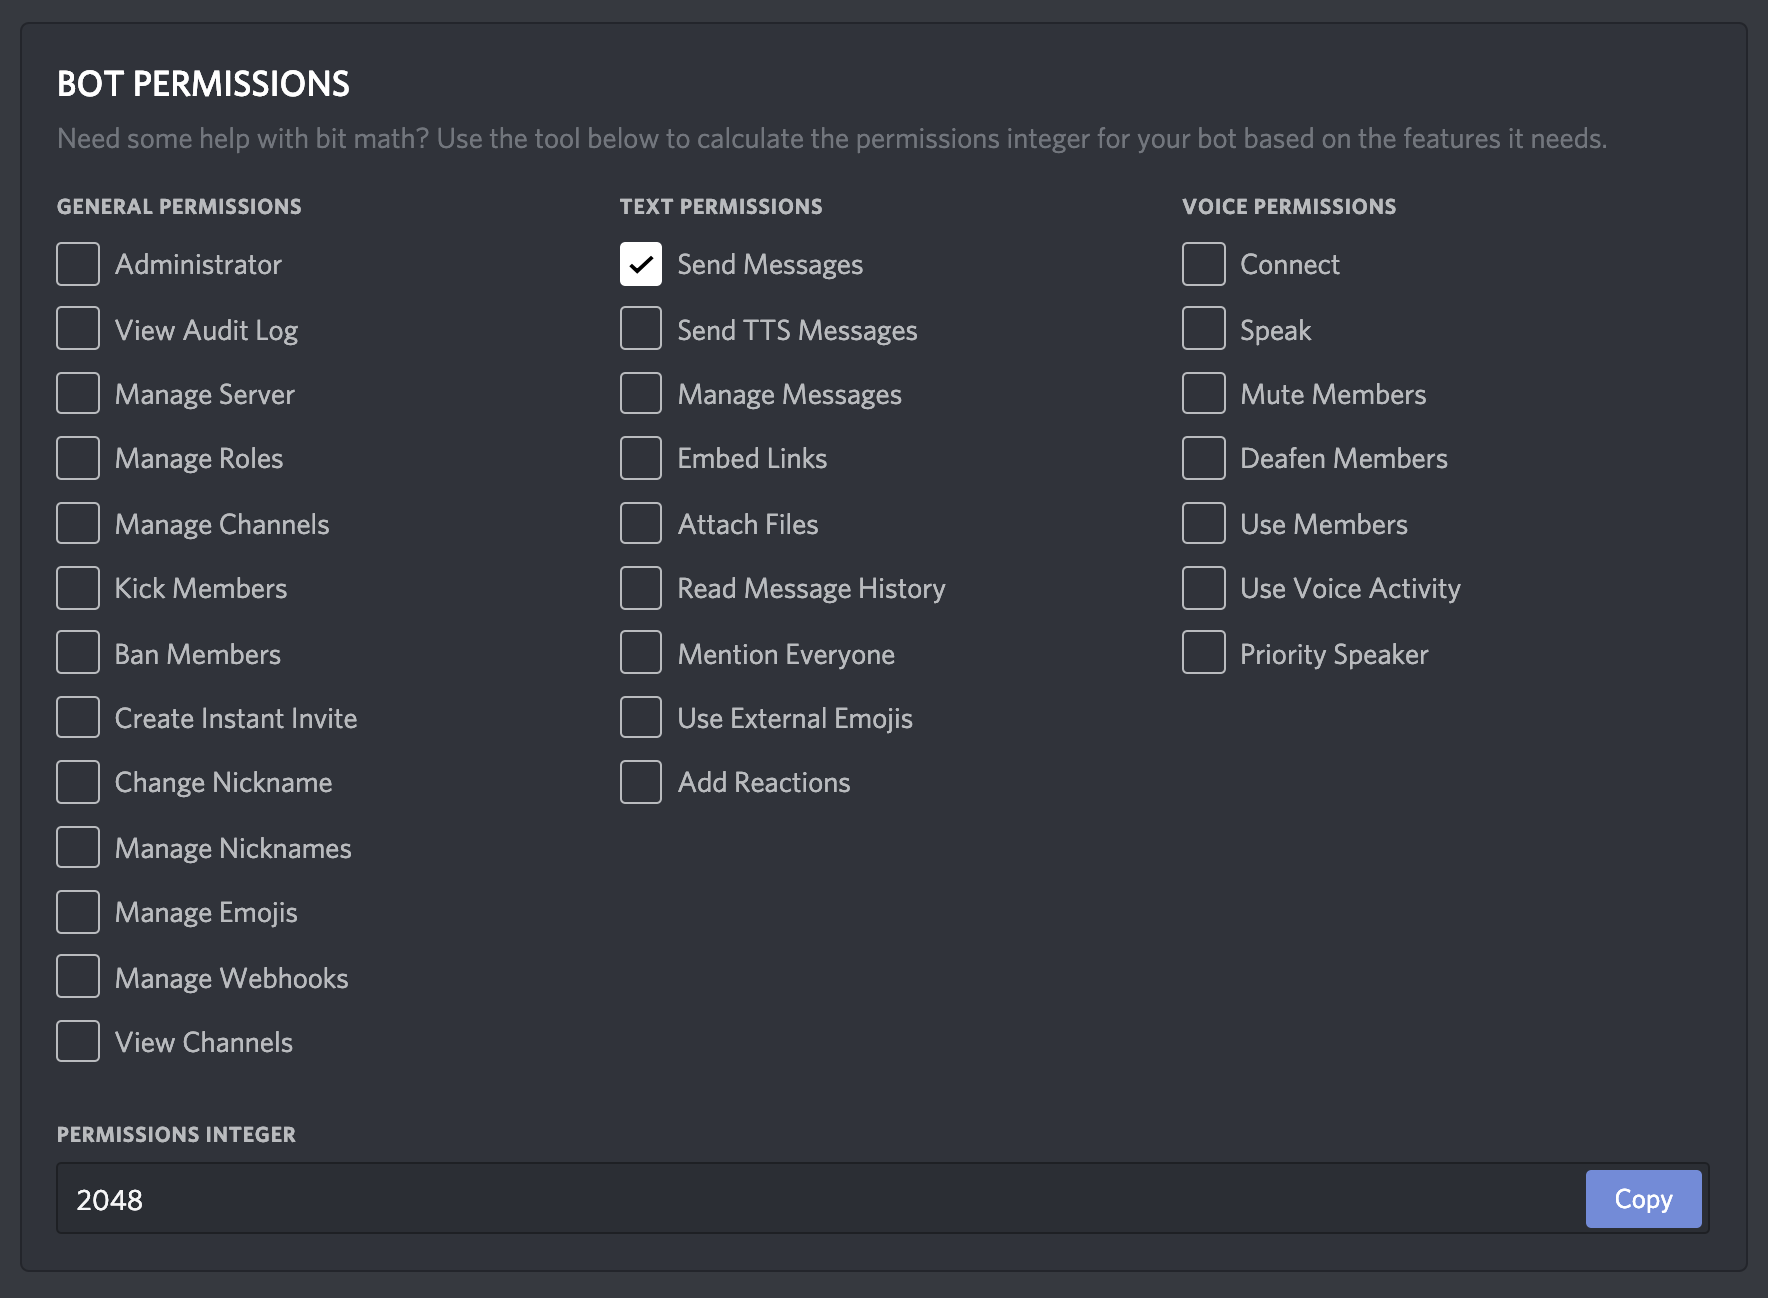 BOT PERMISSIONS
Need some help with bit math? Use the tool below to calculate the permissions integer for your bot based on the features it needs.
GENERAL PERMISSIONS
Administrator
View Audit Log
Manage Server
Manage Roles
Manage Channels
Kick Members
Ban Members
Create Instant Invite
Change Nickname
Manage Nicknames
Manage Emojis
Manage Webhooks
View Channels
TEXT PERMISSIONS
Send Messages
Send TTS Messages
Manage Messages
Embed Links
Attach Files
Read Message History
Mention Everyone
Use External Emojis
Add Reactions
VOICE PERMISSIONS
Connect
Speak
Mute Members
Deafen Members
Use Members
Use Voice Activity
Priority Speaker
PERMISSIONS INTEGER
2048
Copy